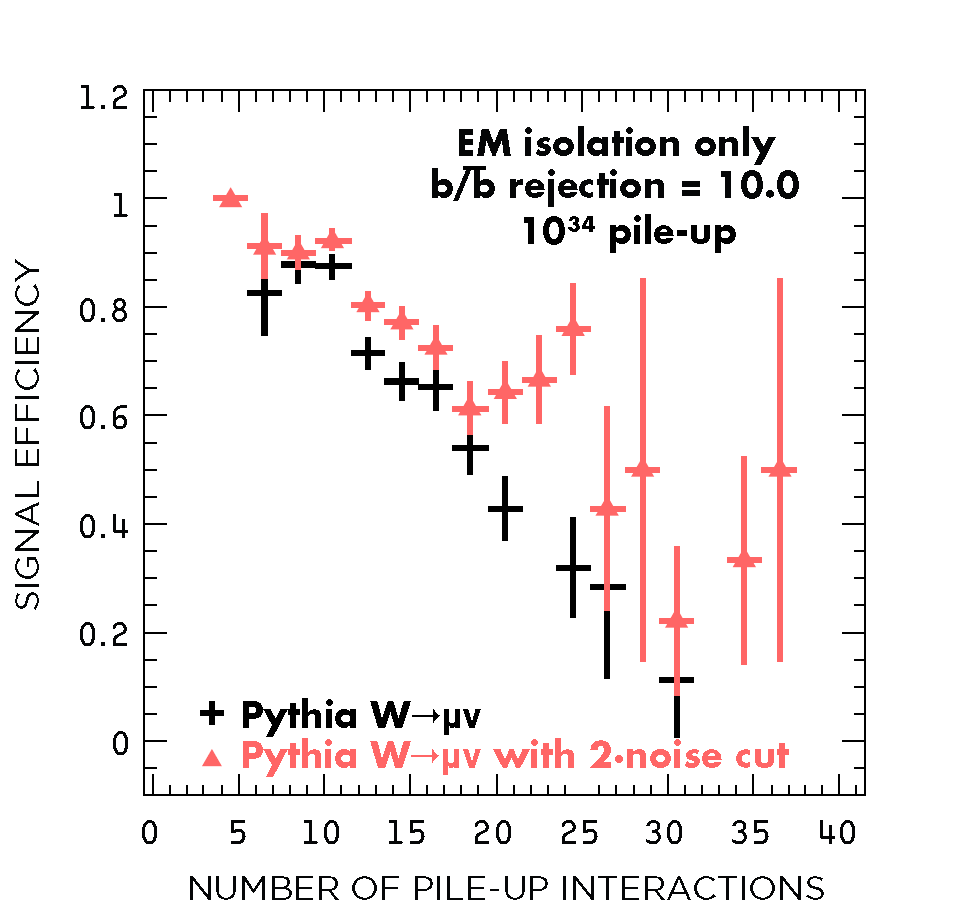 EM isolation only
b/b̅ rejection = 10.0
10³⁴ pile-up
1.2
1
0.8
0.6
0.4
0.2
0
SIGNAL EFFICIENCY
Pythia W→μν
Pythia W→μν with 2·noise cut
0 5 10 15 20 25 30 35 40
NUMBER OF PILE-UP INTERACTIONS